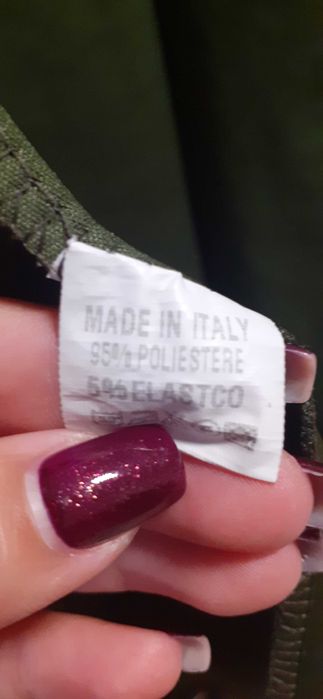 MADE IN ITALY
95% POLIESTERE
5% ELASTCO